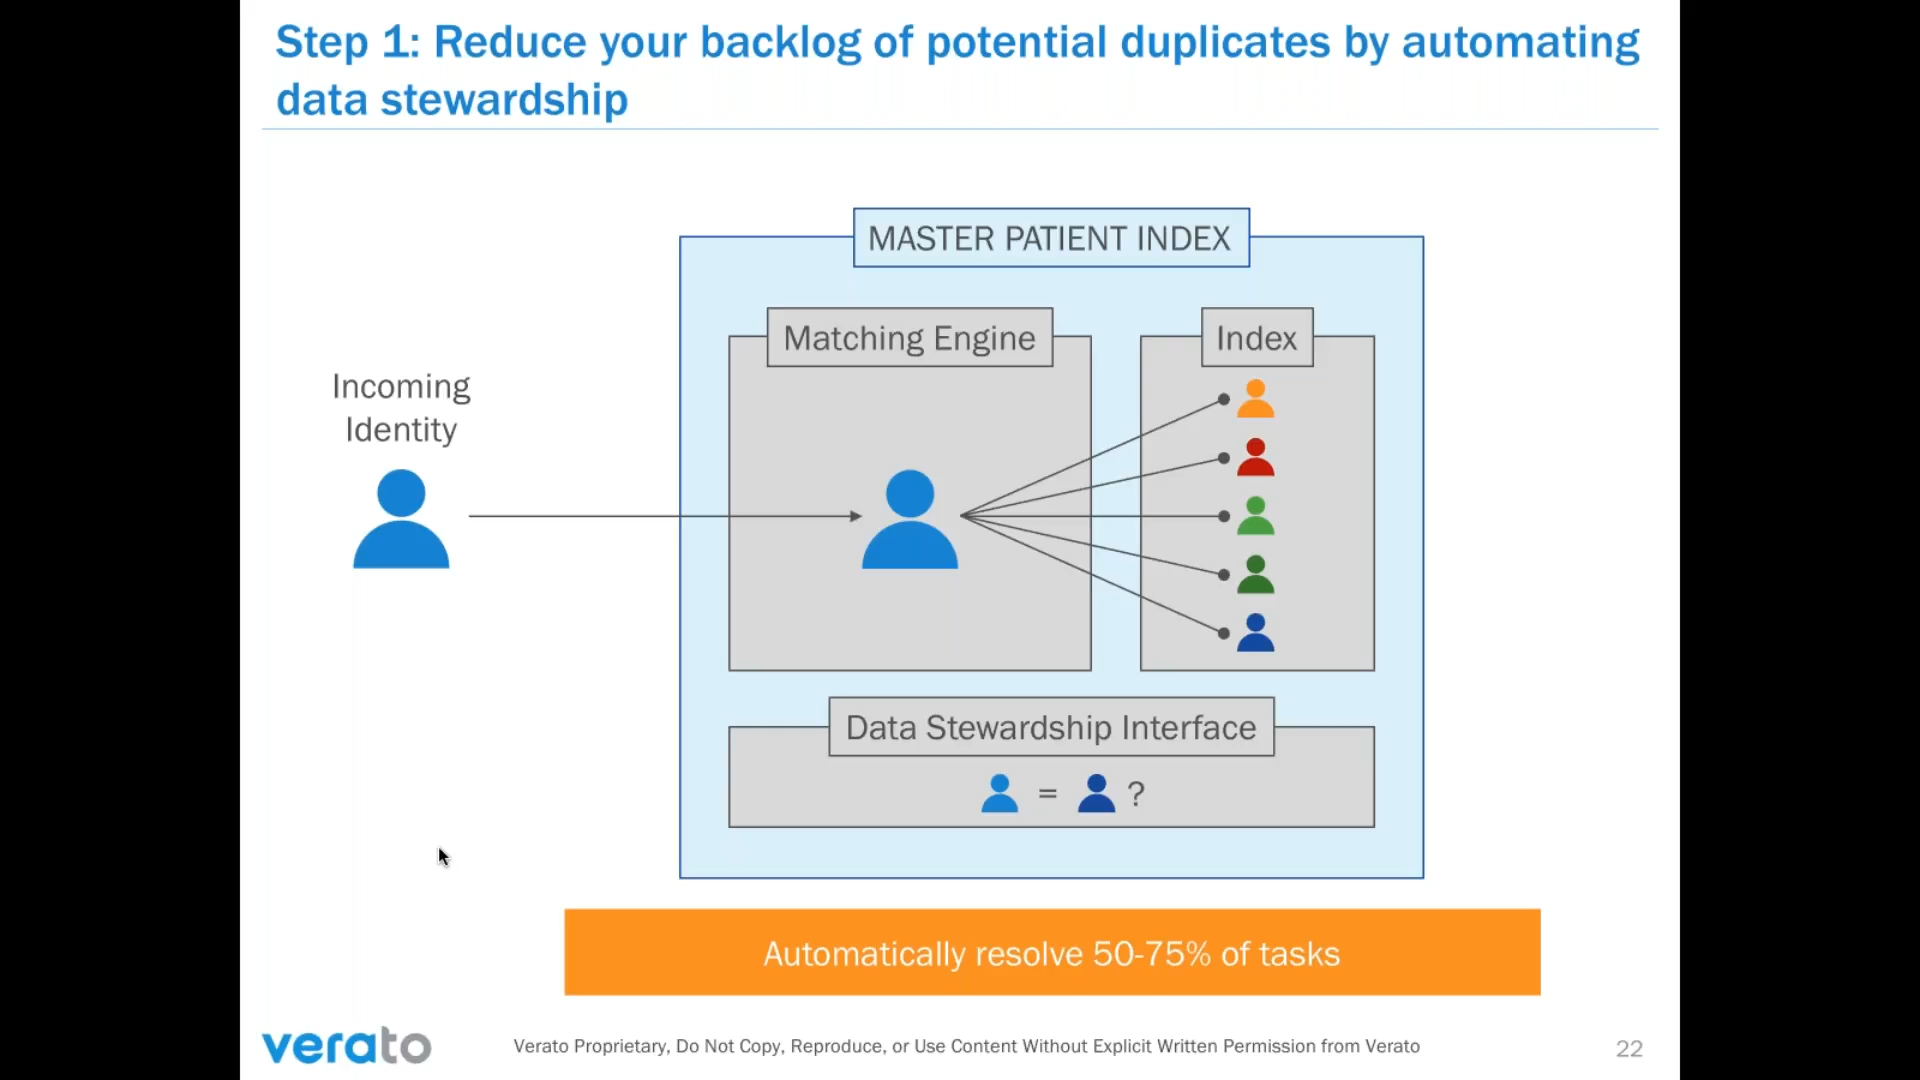 Step 1: Reduce your backlog of potential duplicates by automating
data stewardship
MASTER PATIENT INDEX
Matching Engine
Index
Incoming
Identity
Data Stewardship Interface
= ?
Automatically resolve 50-75% of tasks
verato
Verato Proprietary, Do Not Copy, Reproduce, or Use Content Without Explicit Written Permission from Verato
22